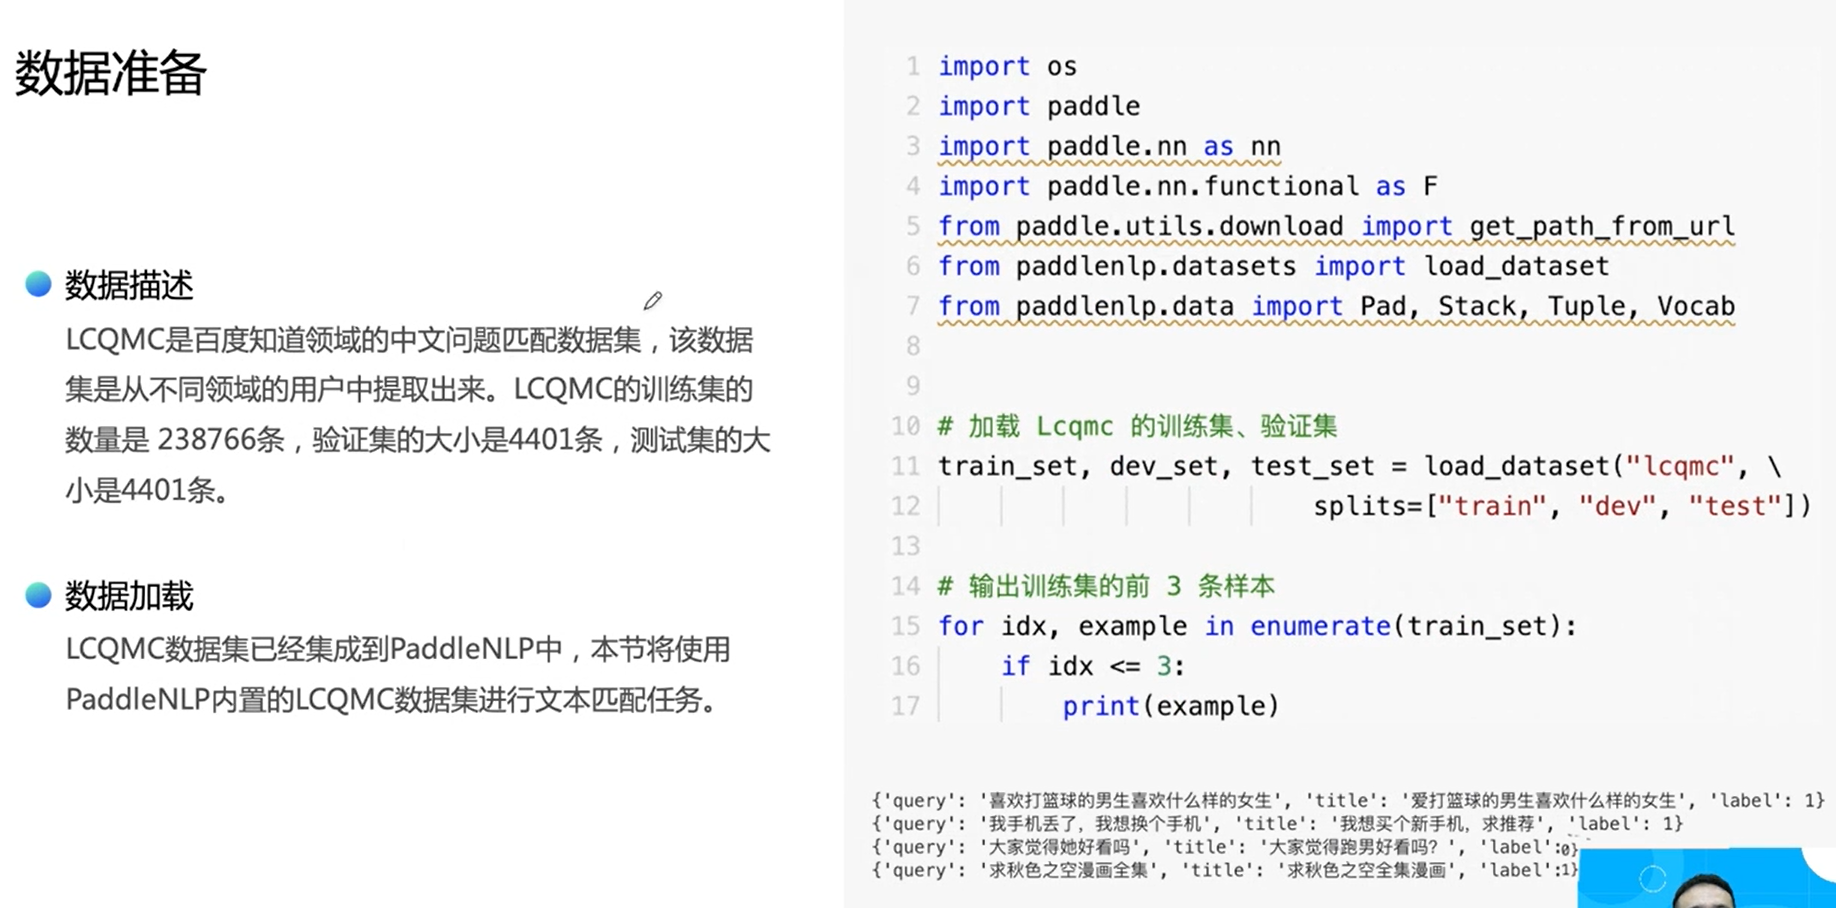 数据准备
数据描述
LCQMC是百度知道领域的中文问题匹配数据集，该数据
集是从不同领域的用户中提取出来。LCQMC的训练集的
数量是 238766条，验证集的大小是4401条，测试集的大
小是4401条。
数据加载
LCQMC数据集已经集成到PaddleNLP中，本节将使用
PaddleNLP内置的LCQMC数据集进行文本匹配任务。
1 import os
2 import paddle
3 import paddle.nn as nn
4 import paddle.nn.functional as F
5 from paddle.utils.download import get_path_from_url
6 from paddlenlp.datasets import load_dataset
7 from paddlenlp.data import Pad, Stack, Tuple, Vocab
8
9
10 # 加载 Lcqmc 的训练集、验证集
11 train_set, dev_set, test_set = load_dataset("lcqmc", \
12 splits=["train", "dev", "test"])
13
14 # 输出训练集的前 3 条样本
15 for idx, example in enumerate(train_set):
16 if idx <= 3:
17 print(example)
{'query': '喜欢打篮球的男生喜欢什么样的女生', 'title': '爱打篮球的男生喜欢什么样的女生', 'label': 1}
{'query': '我手机丢了，我想换个手机', 'title': '我想买个新手机，求推荐', 'label': 1}
{'query': '大家觉得她好看吗', 'title': '大家觉得跑男好看吗？', 'label':0}
{'query': '求秋色之空漫画全集', 'title': '求秋色之空全集漫画', 'label':1}